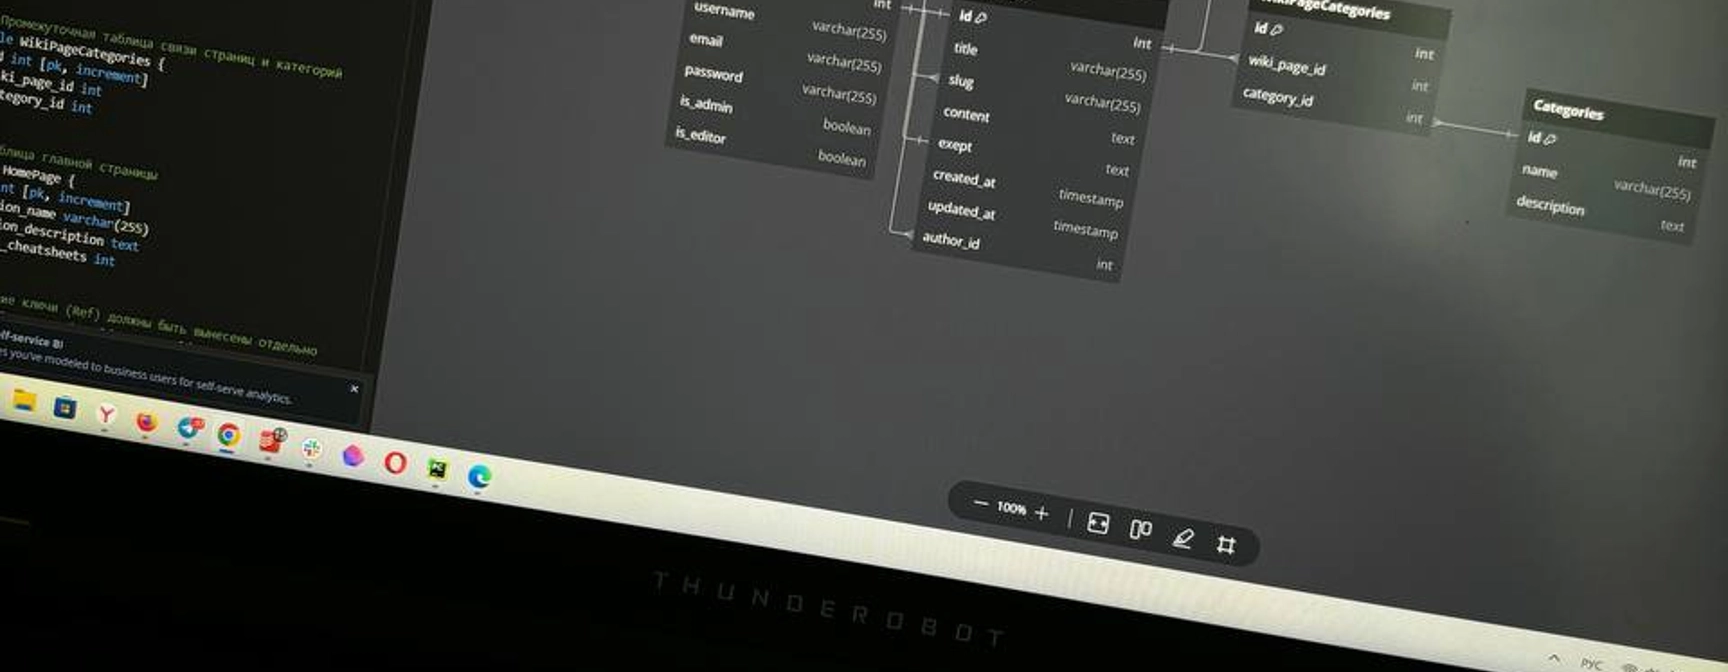 Промежуточная таблица связи страниц и категорий
le WikiPageCategories {
d int [pk, increment]
ki_page_id int
tegory_id int
блица главной страницы
HomePage {
int [pk, increment]
ion_name varchar(255)
ion_description text
_cheatsheets int
ие ключи (Ref) должны быть вынесены отдельно
lf-service BI
es you've modeled to business users for self-serve analytics.
int
username varchar(255)
email varchar(255)
password varchar(255)
is_admin boolean
is_editor boolean
id int
title varchar(255)
slug varchar(255)
content text
exept text
created_at timestamp
updated_at timestamp
author_id int
WikiPageCategories
id int
wiki_page_id int
category_id int
Categories
id int
name varchar(255)
description text
100%
THUNDEROBOT
РУС